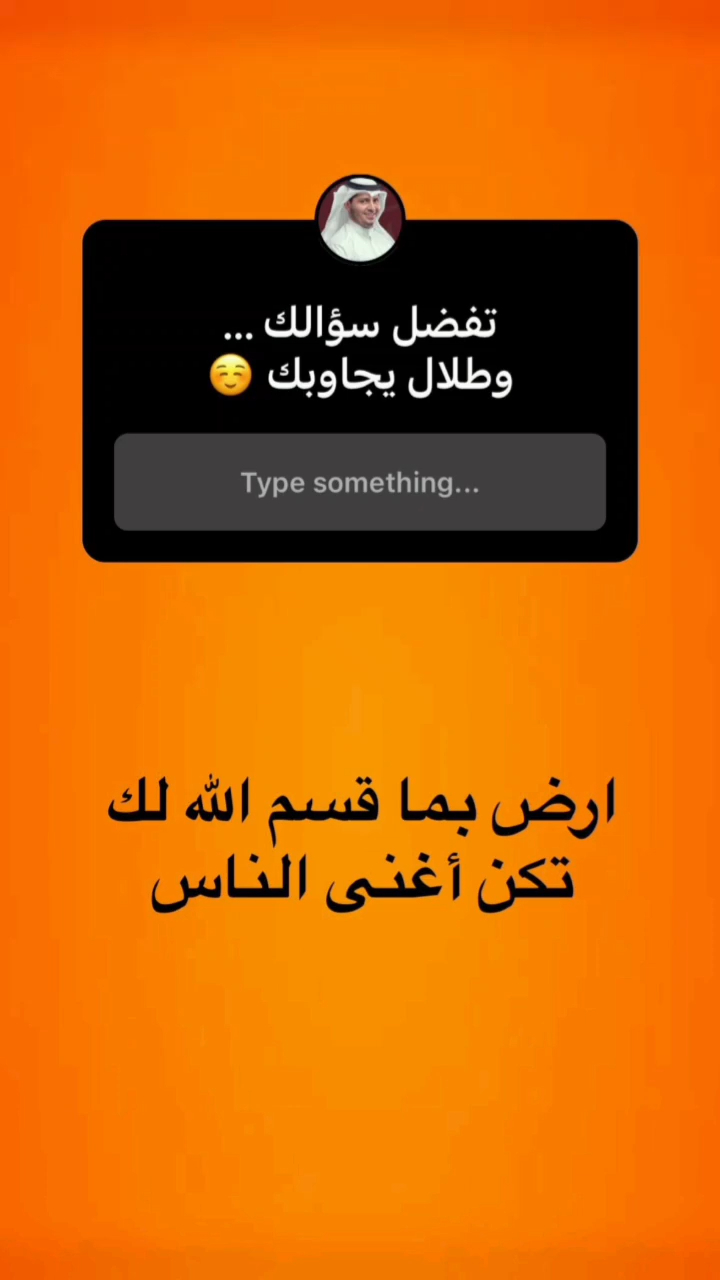 تفضل سؤالك ...
وطلال يجاوبك ☺️
Type something...
ارض بما قسم الله لك
تكن أغنى الناس